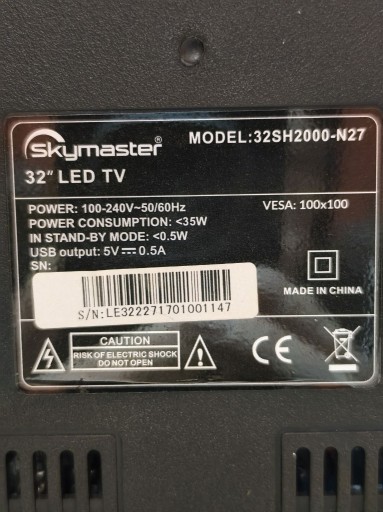 Skymaster®
MODEL:32SH2000-N27
32" LED TV
POWER: 100-240V~50/60Hz
VESA: 100x100
POWER CONSUMPTION: <35W
IN STAND-BY MODE: <0.5W
USB output: 5V⎓0.5A
SN:
MADE IN CHINA
S/N:LE322271701001147
CAUTION
RISK OF ELECTRIC SHOCK
DO NOT OPEN
CE